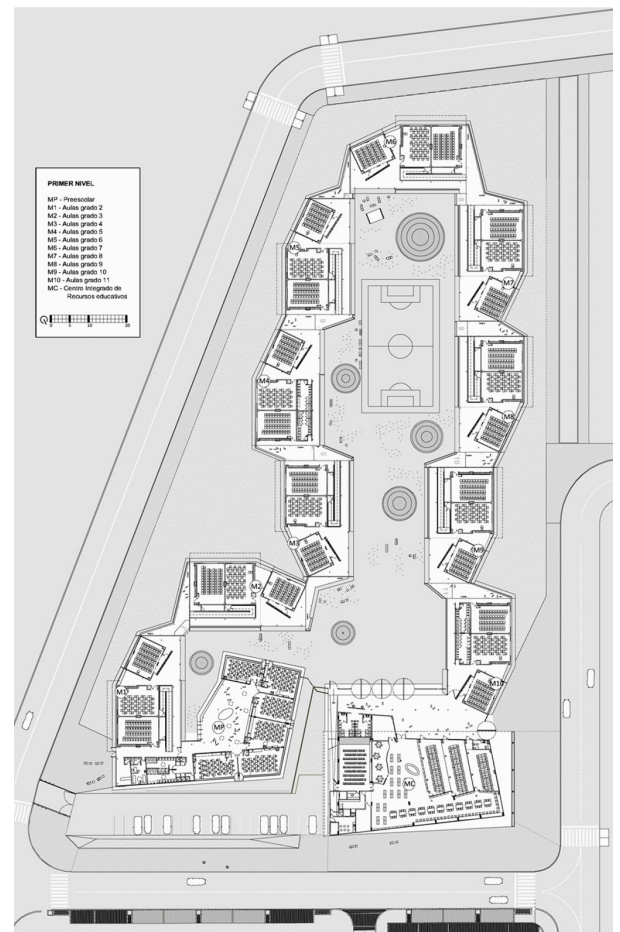 PRIMER NIVEL
MP - Preescolar
M1 - Aulas grado 2
M2 - Aulas grado 3
M3 - Aulas grado 4
M4 - Aulas grado 5
M5 - Aulas grado 6
M6 - Aulas grado 7
M7 - Aulas grado 8
M8 - Aulas grado 9
M9 - Aulas grado 10
M10 - Aulas grado 11
MC - Centro Integrado de
Recursos educativos
0 5 10 20
M6
M5
M7
M4
M8
M3
M9
M2
M10
M1
MP
MC